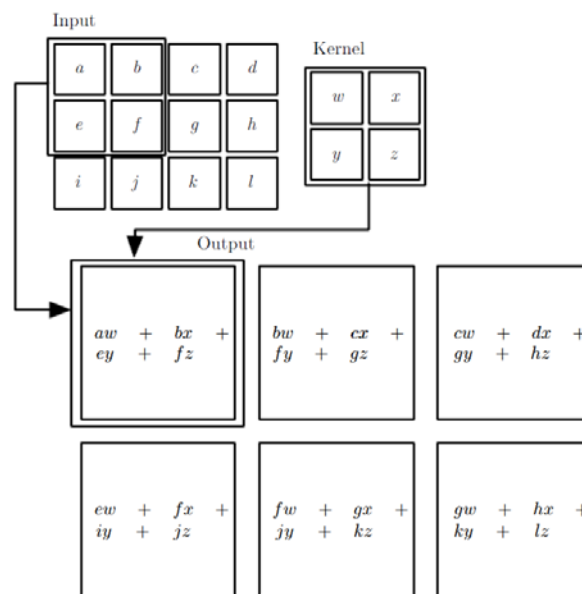 Input
Kernel
a b c d
w x
e f g h
y z
i j k l
Output
aw + bx +
ey + fz
bw + cx +
fy + gz
cw + dx +
gy + hz
ew + fx +
iy + jz
fw + gx +
jy + kz
gw + hx +
ky + lz